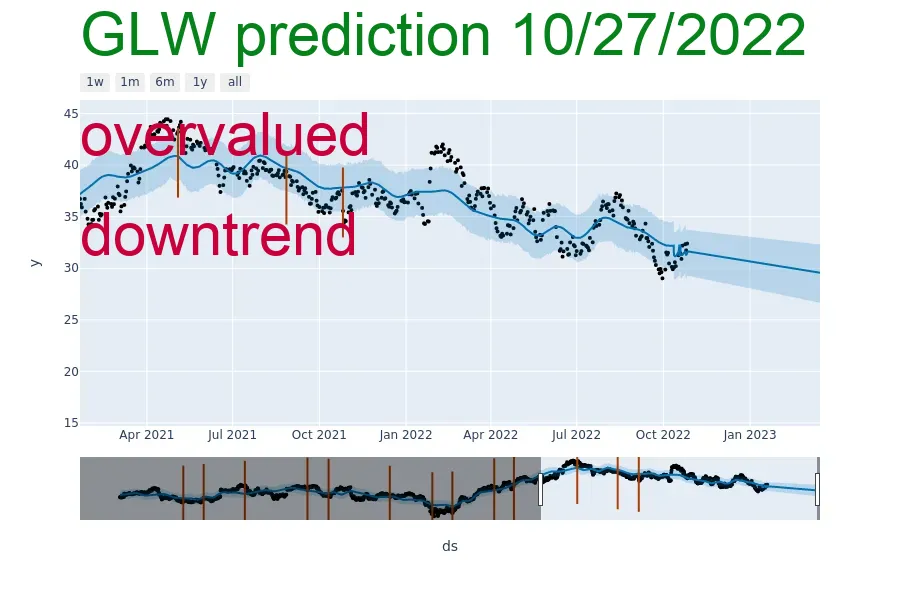 GLW prediction 10/27/2022
1w 1m 6m 1y all
45
overvalued
40
35
downtrend
y
30
25
20
15
Apr 2021 Jul 2021 Oct 2021 Jan 2022 Apr 2022 Jul 2022 Oct 2022 Jan 2023
ds